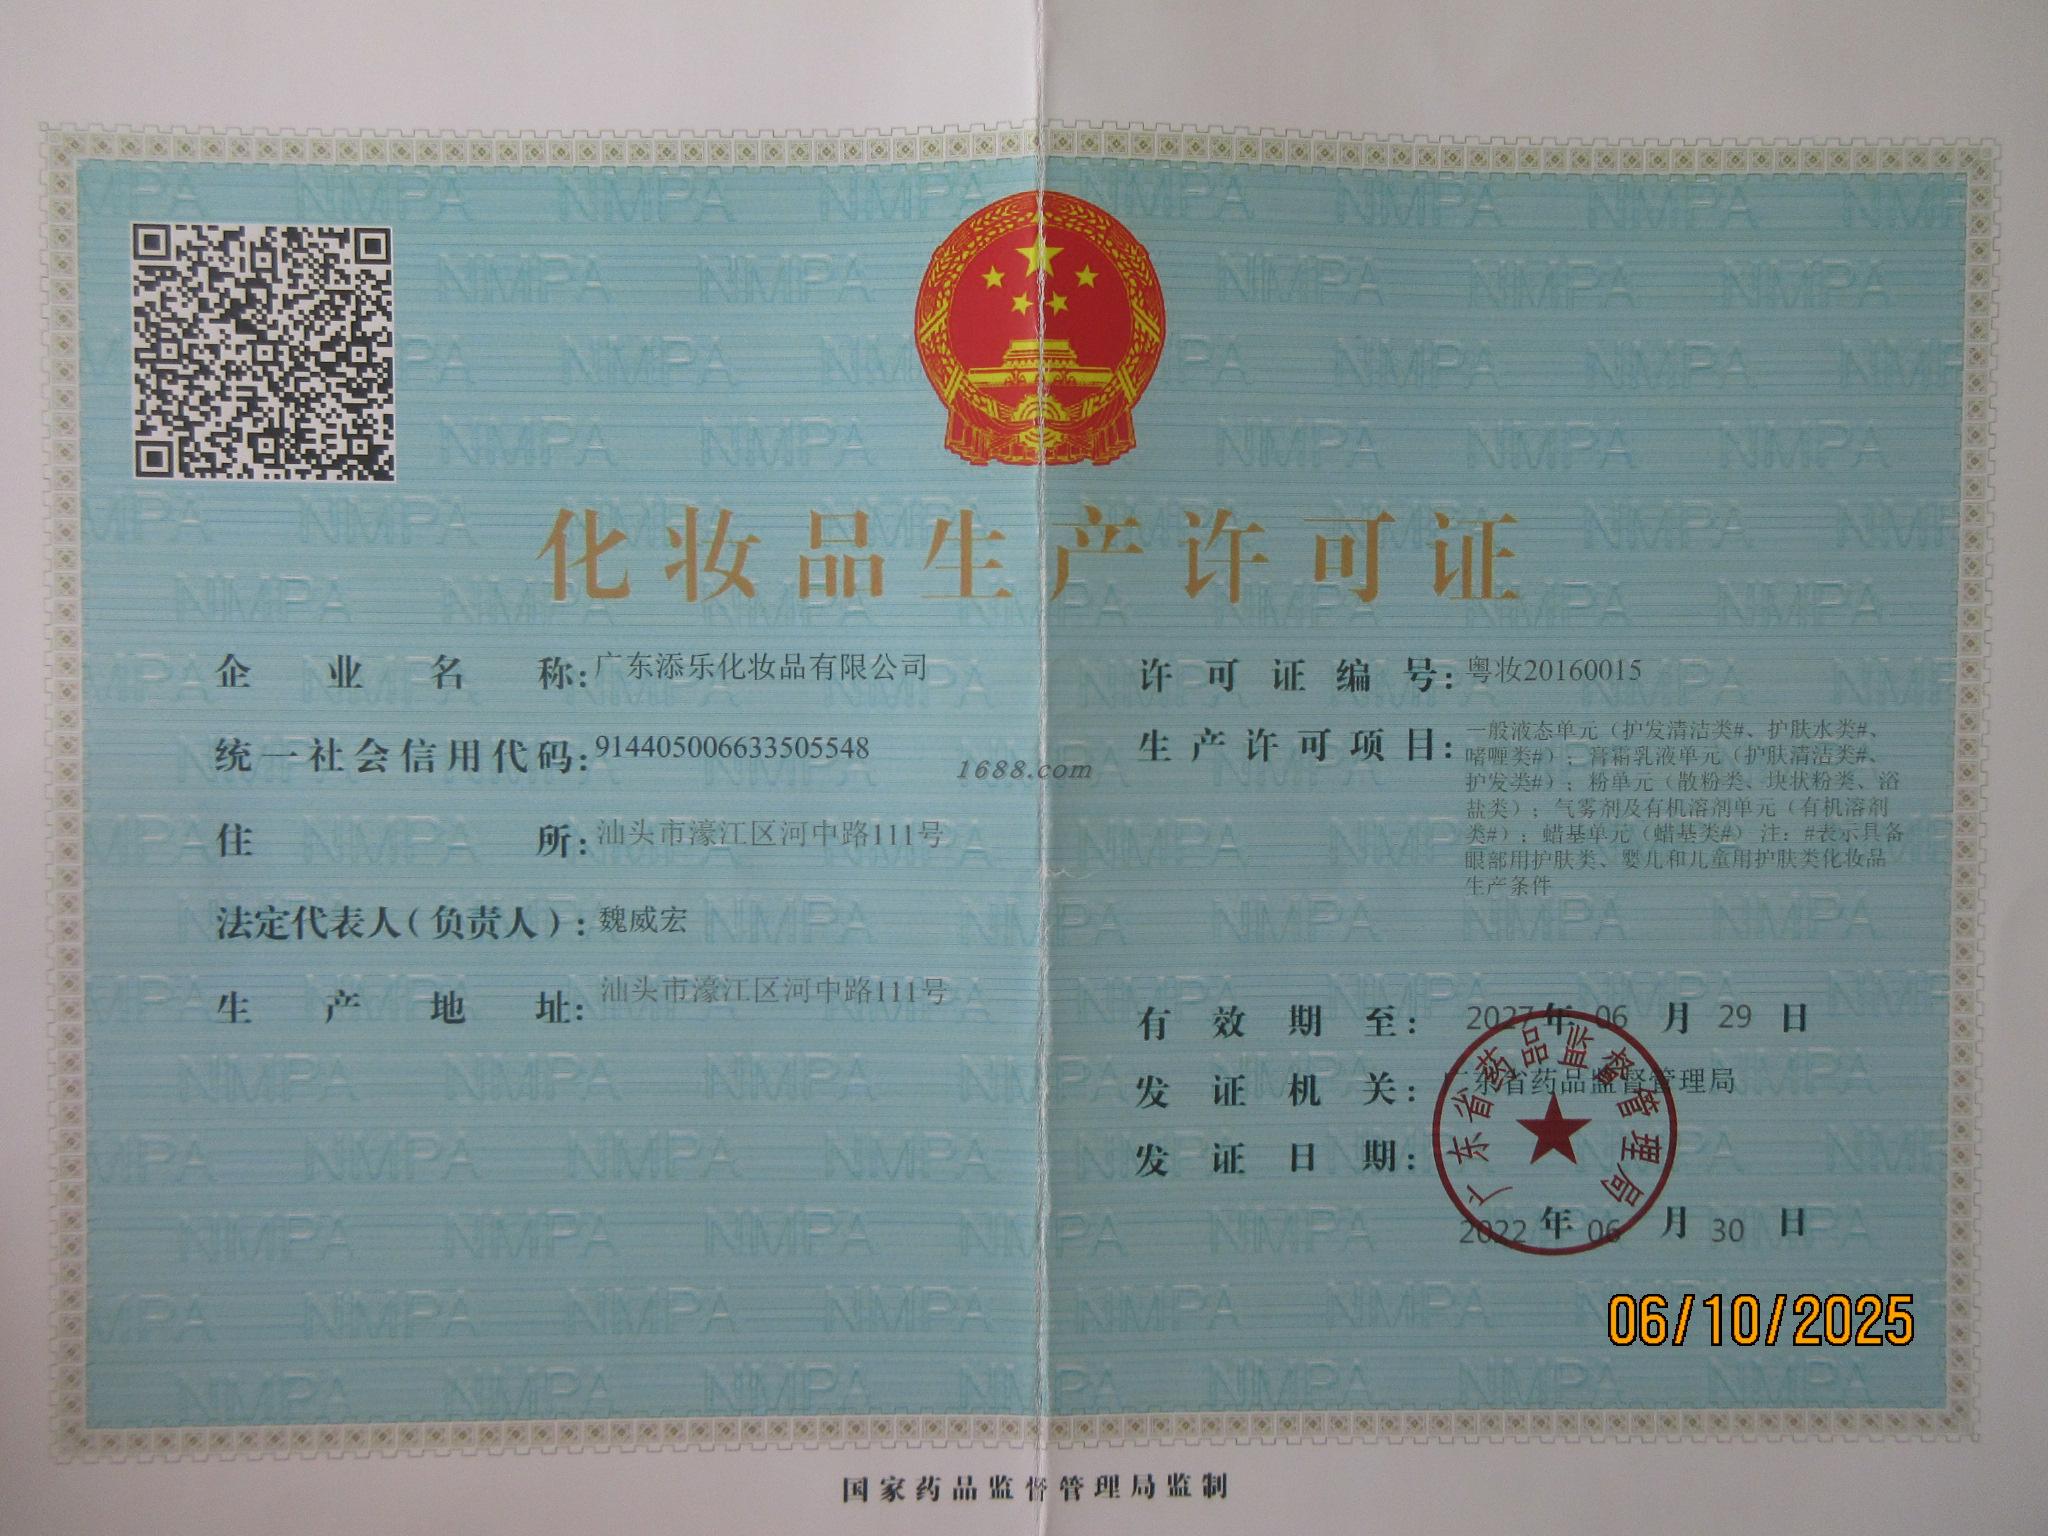 化妆品生产许可证
企业名称：广东添乐化妆品有限公司
统一社会信用代码：914405006633505548
住所：汕头市濠江区河中路111号
法定代表人（负责人）：魏威宏
生产地址：汕头市濠江区河中路111号
许可证编号：粤妆20160015
生产许可项目：一般液态单元（护发清洁类#、护肤水类#、
啫喱类#）；膏霜乳液单元（护肤清洁类#、
护发类#）；粉单元（散粉类、块状粉类、浴
盐类）；气雾剂及有机溶剂单元（有机溶剂
类#）；蜡基单元（蜡基类#） 注：#表示具备
眼部用护肤类、婴儿和儿童用护肤类化妆品
生产条件
有效期至：2027年06月29日
发证机关：广东省药品监督管理局
发证日期：
2022年06月30日
广东省药品监督管理局
1688.com
06/10/2025
国家药品监督管理局监制
NMPA